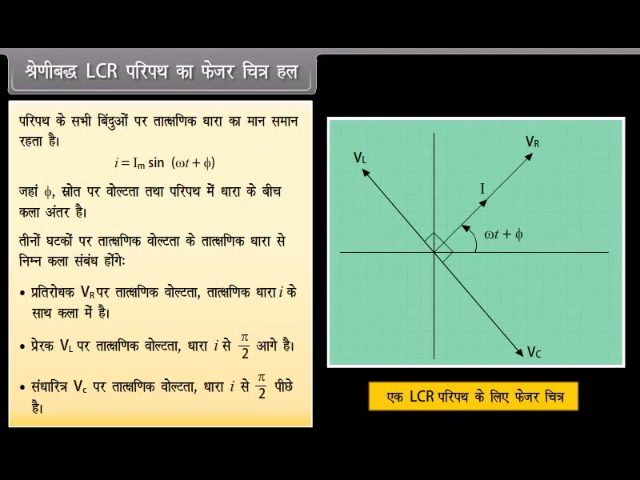 श्रेणीबद्ध LCR परिपथ का फेजर चित्र हल
परिपथ के सभी बिंदुओं पर तात्क्षणिक धारा का मान समान
रहता है।
i = Im sin (ωt + ϕ)
जहां ϕ, स्रोत पर वोल्टता तथा परिपथ में धारा के बीच
कला अंतर है।
तीनों घटकों पर तात्क्षणिक वोल्टता के तात्क्षणिक धारा से
निम्न कला संबंध होंगेः
• प्रतिरोधक VR पर तात्क्षणिक वोल्टता, तात्क्षणिक धारा i के
साथ कला में है।
• प्रेरक VL पर तात्क्षणिक वोल्टता, धारा i से π/2 आगे है।
• संधारित्र Vc पर तात्क्षणिक वोल्टता, धारा i से π/2 पीछे
है।
VL
VR
I
ωt + ϕ
VC
एक LCR परिपथ के लिए फेजर चित्र